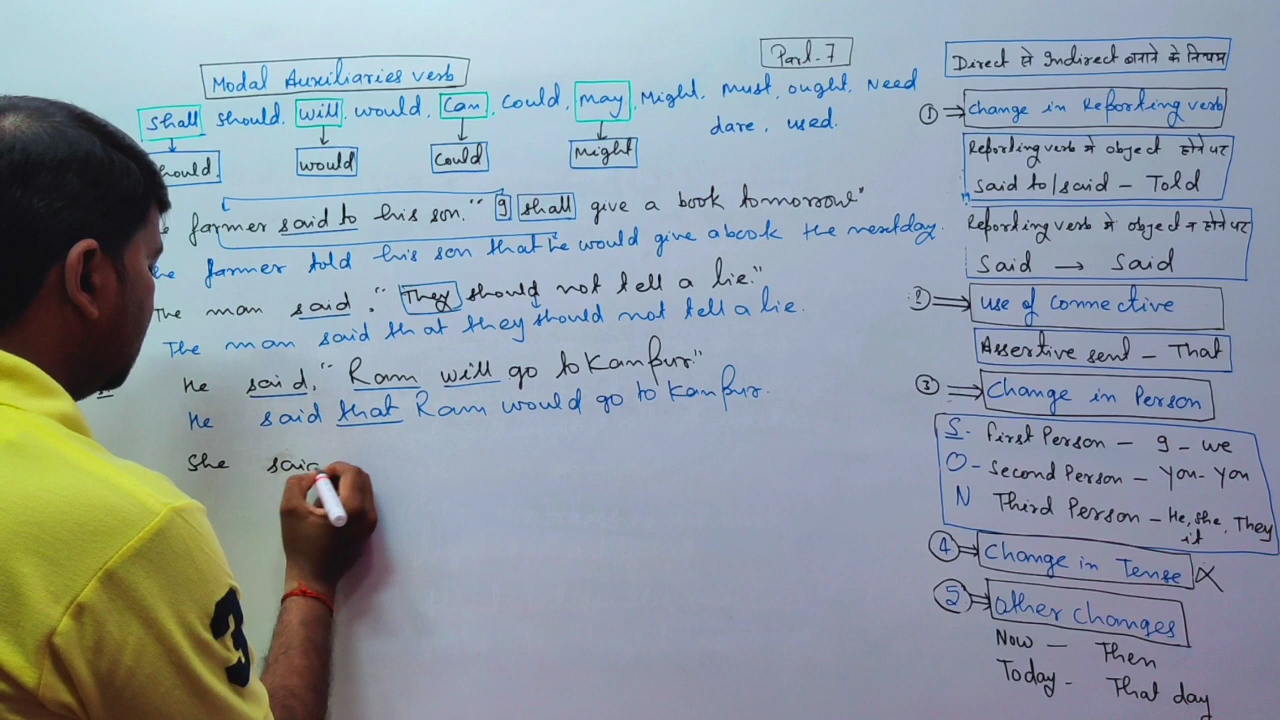 Part-7
Modal Auxiliaries verb
Shall should, will, would, Can, Could, may, Might, Must, ought, Need
dare, used.
hould. would Could Might
farmer said to his son. "I shall give a book tomorrow"
he farmer told his son that he would give a book the nextday.
The man said, "They should not tell a lie."
The man said that they should not tell a lie.
He said, "Ram will go to Kanpur"
He said that Ram would go to Kanpur.
She said
Direct से Indirect बनाने के नियम
① Change in Reporting verb
Reporting verb मे object होने पर
Said to/said - Told
Reporting verb मे object न होने पर
Said → Said
② use of connective
Assertive sent - That
③ Change in Person
S- First Person - I - we
O- Second Person - You- You
N Third Person - He, she, They
it
④ Change in Tense
⑤ other changes
Now - Then
Today - That day
3